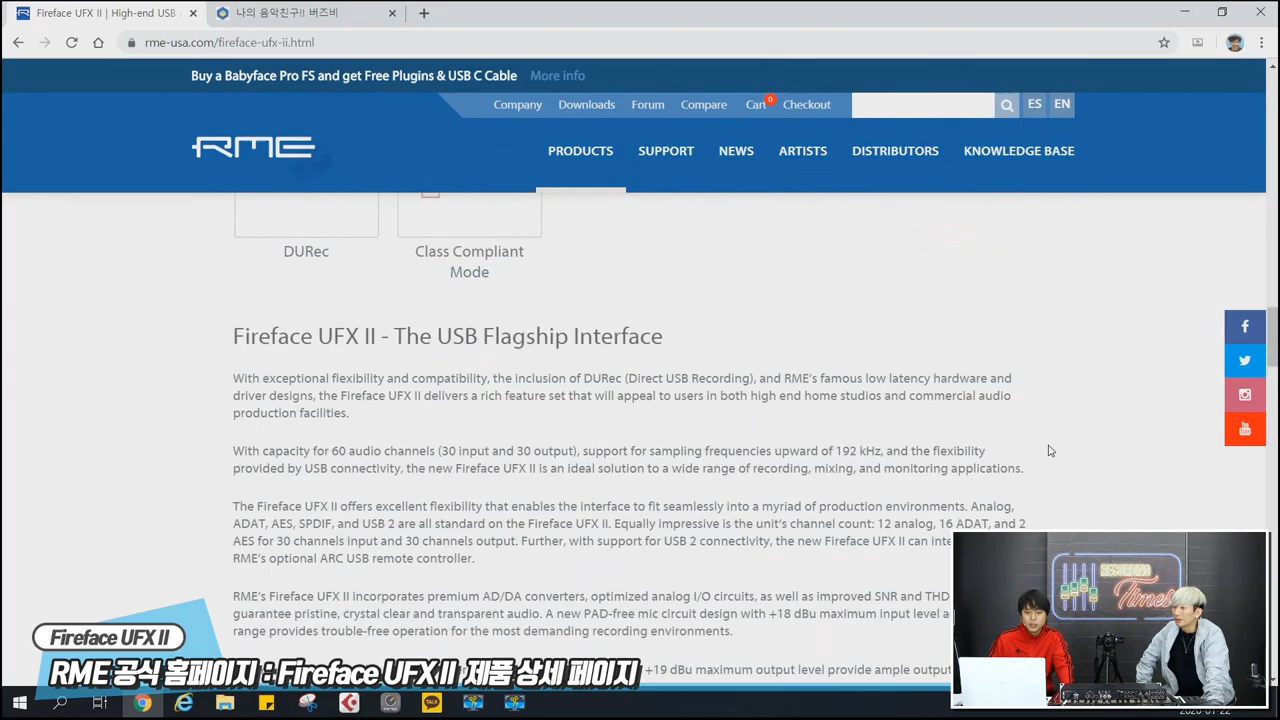 Fireface UFX II | High-end USB
나의 음악친구!! 버즈비
rme-usa.com/fireface-ufx-ii.html
Buy a Babyface Pro FS and get Free Plugins & USB C Cable More info
Company Downloads Forum Compare Cart 0 Checkout ES EN
RME PRODUCTS SUPPORT NEWS ARTISTS DISTRIBUTORS KNOWLEDGE BASE
DURec
Class Compliant
Mode
Fireface UFX II - The USB Flagship Interface
With exceptional flexibility and compatibility, the inclusion of DURec (Direct USB Recording), and RME's famous low latency hardware and
driver designs, the Fireface UFX II delivers a rich feature set that will appeal to users in both high end home studios and commercial audio
production facilities.
With capacity for 60 audio channels (30 input and 30 output), support for sampling frequencies upward of 192 kHz, and the flexibility
provided by USB connectivity, the new Fireface UFX II is an ideal solution to a wide range of recording, mixing, and monitoring applications.
The Fireface UFX II offers excellent flexibility that enables the interface to fit seamlessly into a myriad of production environments. Analog,
ADAT, AES, SPDIF, and USB 2 are all standard on the Fireface UFX II. Equally impressive is the unit's channel count: 12 analog, 16 ADAT, and 2
AES for 30 channels input and 30 channels output. Further, with support for USB 2 connectivity, the new Fireface UFX II can inte
RME's optional ARC USB remote controller.
RME's Fireface UFX II incorporates premium AD/DA converters, optimized analog I/O circuits, as well as improved SNR and THD
guarantee pristine, crystal clear and transparent audio. A new PAD-free mic circuit design with +18 dBu maximum input level a
range provides trouble-free operation for the most demanding recording environments.
+19 dBu maximum output level provide ample outpu
RECORDING
Times
Fireface UFX II
RME 공식 홈페이지 : Fireface UFX II 제품 상세 페이지
TALK
2020-01-22